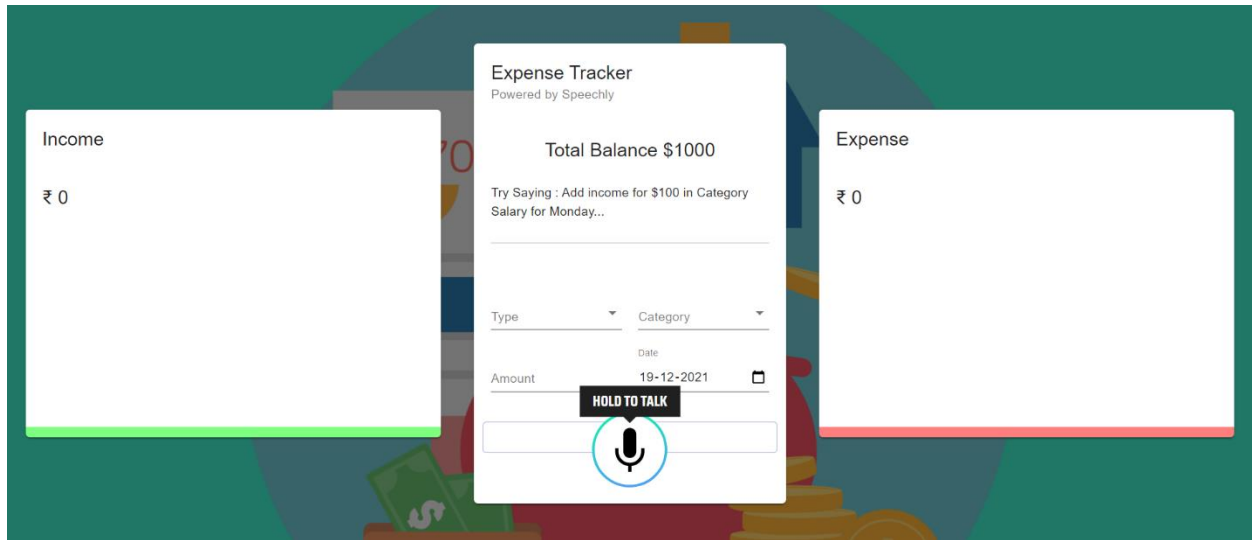 Income
₹ 0
Expense Tracker
Powered by Speechly
Total Balance $1000
Try Saying : Add income for $100 in Category
Salary for Monday...
Type
Category
Date
Amount
19-12-2021
HOLD TO TALK
Expense
₹ 0
70
$